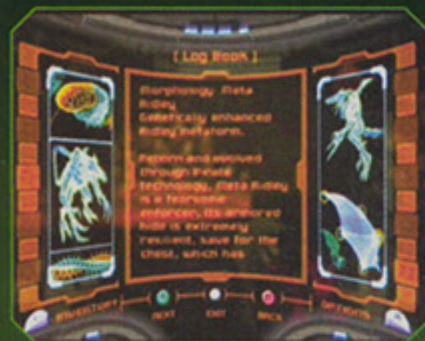 [ Log Book ]
Morphology: Meta
Ridley
Genetically enhanced
Ridley metaform.
Reborn and evolved
through Pirate
technology, Meta Ridley
is a fearsome
enforcer. Its armored
hide is extremely
resilient, save for the
chest, which has
INVENTORY
NEXT
EXIT
BACK
OPTIONS